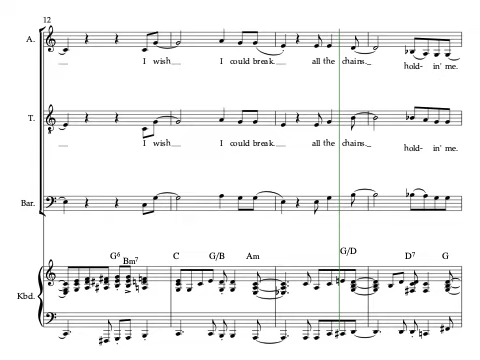 12
A.
I wish I could break all the chains hold- in' me.
T.
I wish I could break all the chains hold- in' me.
Bar.
G6 Bm7 C G/B Am G/D D7 G
Kbd.